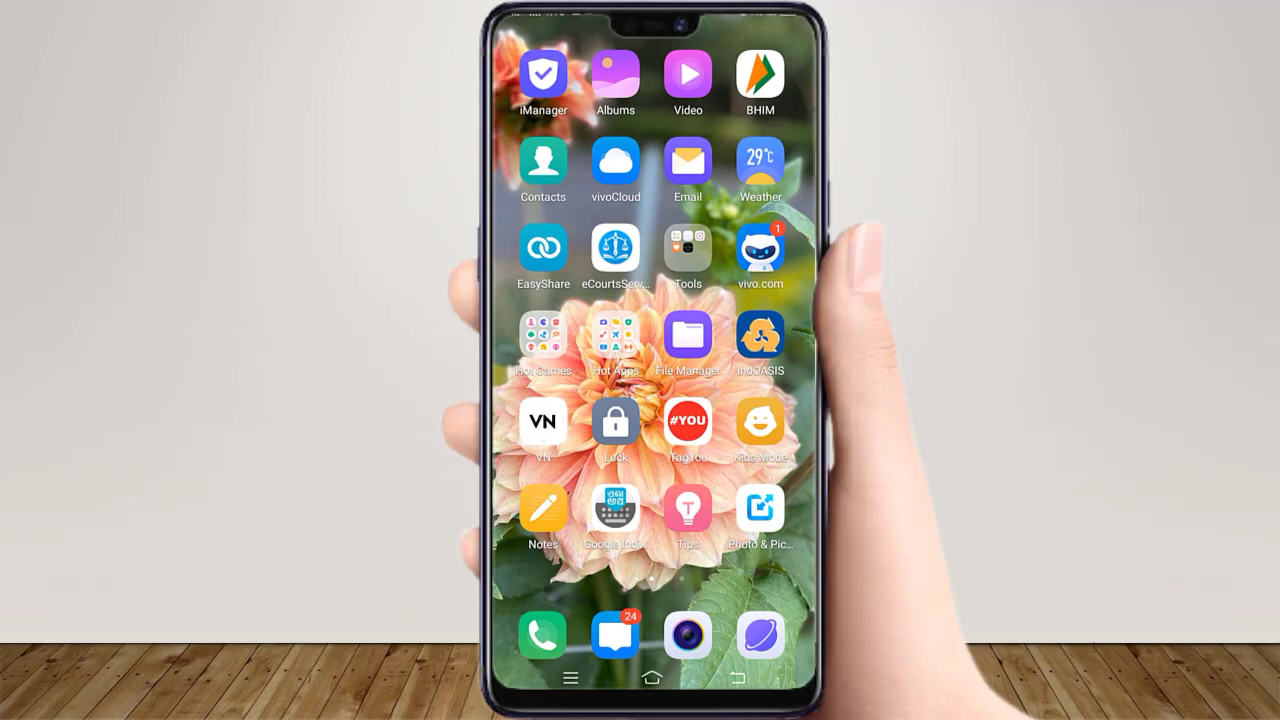 iManager
Albums
Video
BHIM
29°c
Contacts
vivoCloud
Email
Weather
1
EasyShare
eCourtsServ...
Tools
vivo.com
Hot Games
Hot Apps
File Manager
indOASIS
VN
#YOU
VN
Lock
TagYou
Kids Mode
Notes
Google Indi...
T
Tips
Photo & Pic...
24